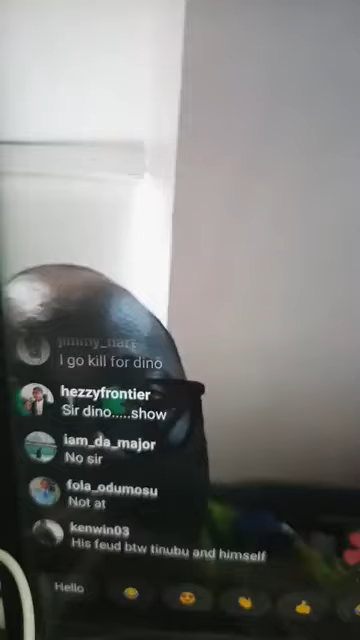 jimmy_hart
I go kill for dino
hezzyfrontier
Sir dino.....show
iam_da_major
No sir
fola_odumosu
Not at
kenwin03
His feud btw tinubu and himself
Hello